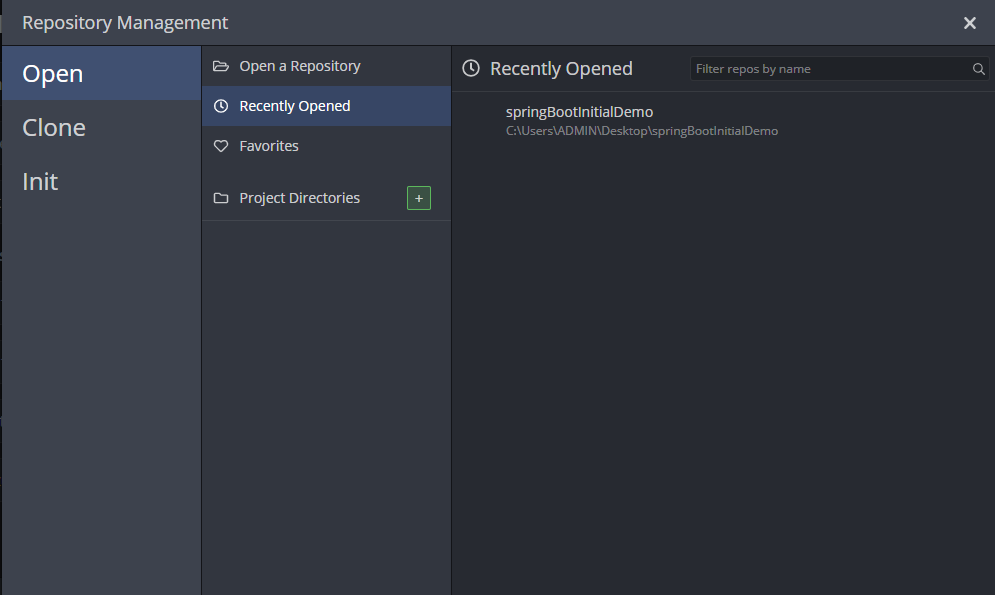 Repository Management
Open
Clone
Init
Open a Repository
Recently Opened
Favorites
Project Directories
+
Recently Opened
Filter repos by name
springBootInitialDemo
C:\Users\ADMIN\Desktop\springBootInitialDemo